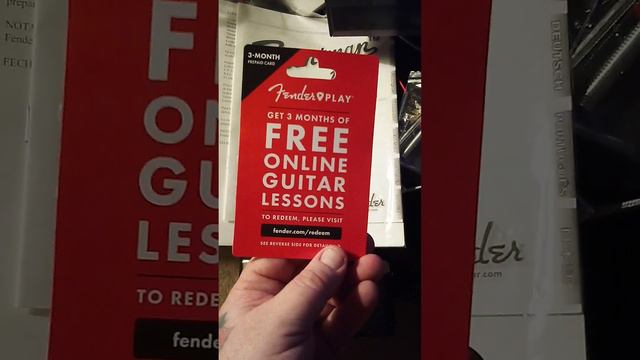 3-MONTH
PREPAID CARD
Fender PLAY
GET 3 MONTHS OF
FREE
ONLINE
GUITAR
LESSONS
TO REDEEM, PLEASE VISIT
fender.com/redeem
SEE REVERSE SIDE FOR